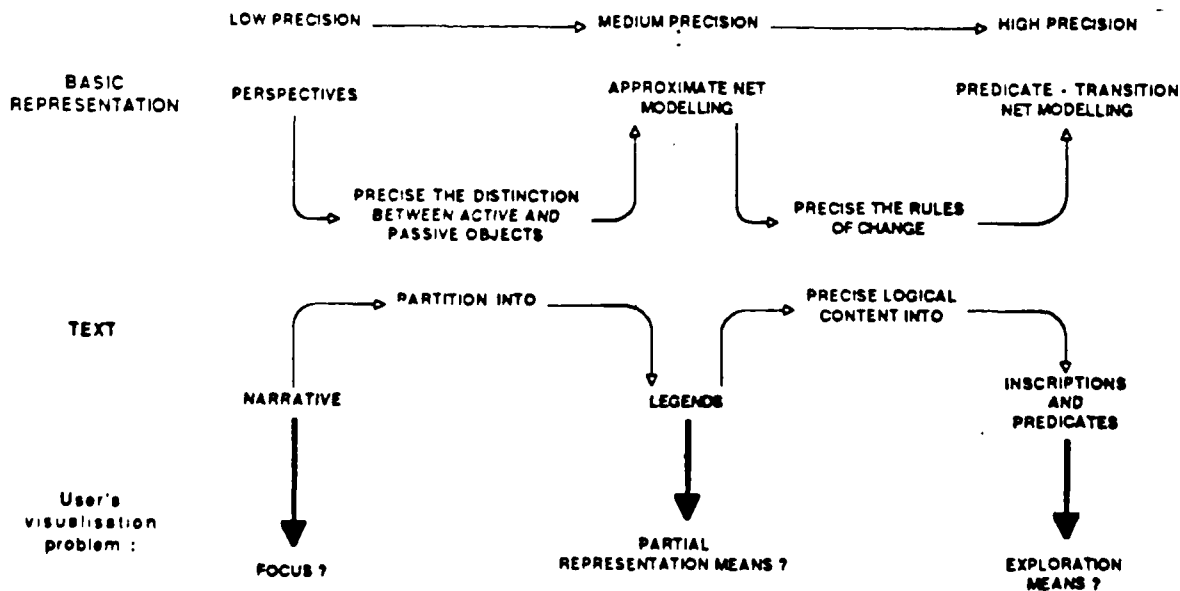 LOW PRECISION MEDIUM PRECISION HIGH PRECISION
BASIC
REPRESENTATION
PERSPECTIVES
APPROXIMATE NET
MODELLING
PREDICATE - TRANSITION
NET MODELLING
PRECISE THE DISTINCTION
BETWEEN ACTIVE AND
PASSIVE OBJECTS
PRECISE THE RULES
OF CHANGE
TEXT
PARTITION INTO
PRECISE LOGICAL
CONTENT INTO
NARRATIVE
LEGENDS
INSCRIPTIONS
AND
PREDICATES
User's
visualisation
problem :
FOCUS ?
PARTIAL
REPRESENTATION MEANS ?
EXPLORATION
MEANS ?